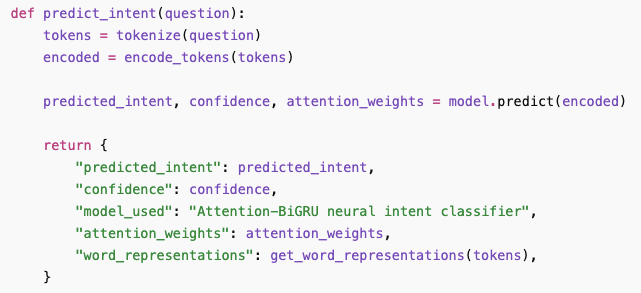 def predict_intent(question):
    tokens = tokenize(question)
    encoded = encode_tokens(tokens)

    predicted_intent, confidence, attention_weights = model.predict(encoded)

    return {
        "predicted_intent": predicted_intent,
        "confidence": confidence,
        "model_used": "Attention-BiGRU neural intent classifier",
        "attention_weights": attention_weights,
        "word_representations": get_word_representations(tokens),
    }